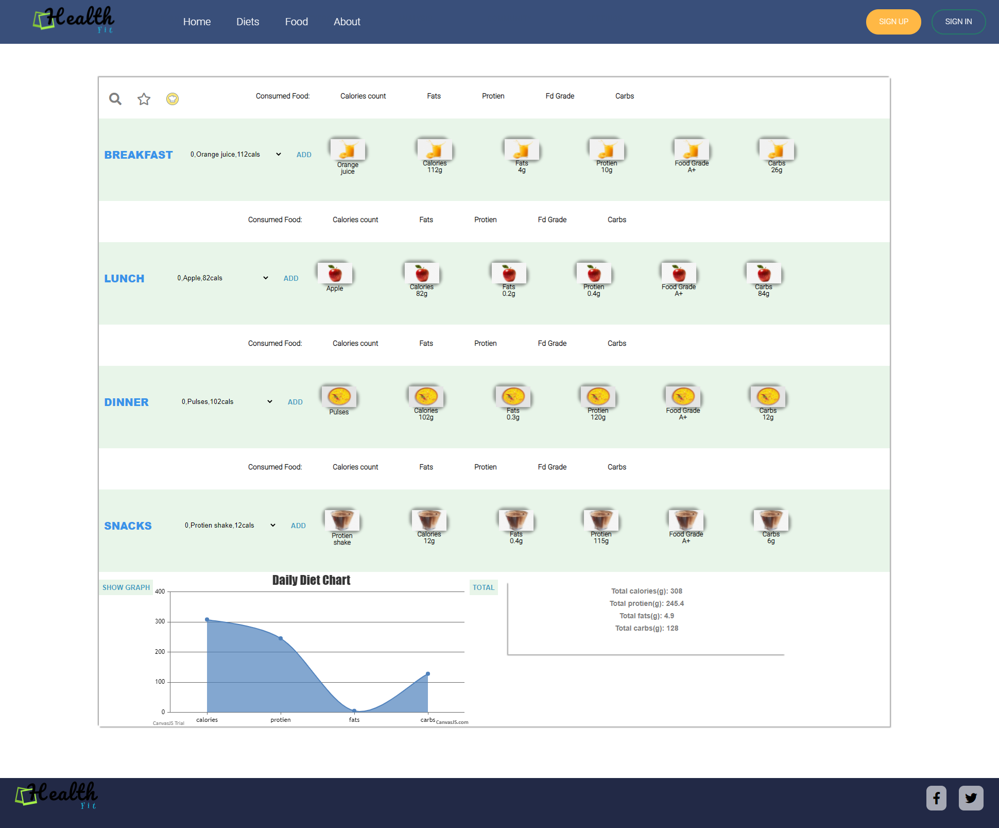 Health
Fit
Home Diets Food About
SIGN UP SIGN IN
Consumed Food: Calories count Fats Protien Fd Grade Carbs
BREAKFAST 0,Orange juice,112cals ADD
Orange
juice
Calories
112g
Fats
4g
Protien
10g
Food Grade
A+
Carbs
26g
Consumed Food: Calories count Fats Protien Fd Grade Carbs
LUNCH 0,Apple,82cals ADD
Apple
Calories
82g
Fats
0.2g
Protien
0.4g
Food Grade
A+
Carbs
84g
Consumed Food: Calories count Fats Protien Fd Grade Carbs
DINNER 0,Pulses,102cals ADD
Pulses
Calories
102g
Fats
0.3g
Protien
120g
Food Grade
A+
Carbs
12g
Consumed Food: Calories count Fats Protien Fd Grade Carbs
SNACKS 0,Protien shake,12cals ADD
Protien
shake
Calories
12g
Fats
0.4g
Protien
115g
Food Grade
A+
Carbs
6g
SHOW GRAPH
Daily Diet Chart
400
300
200
100
0
calories protien fats carbs
CanvasJS Trial CanvasJS.com
TOTAL
Total calories(g): 308
Total protien(g): 245.4
Total fats(g): 4.9
Total carbs(g): 128
Health
Fit